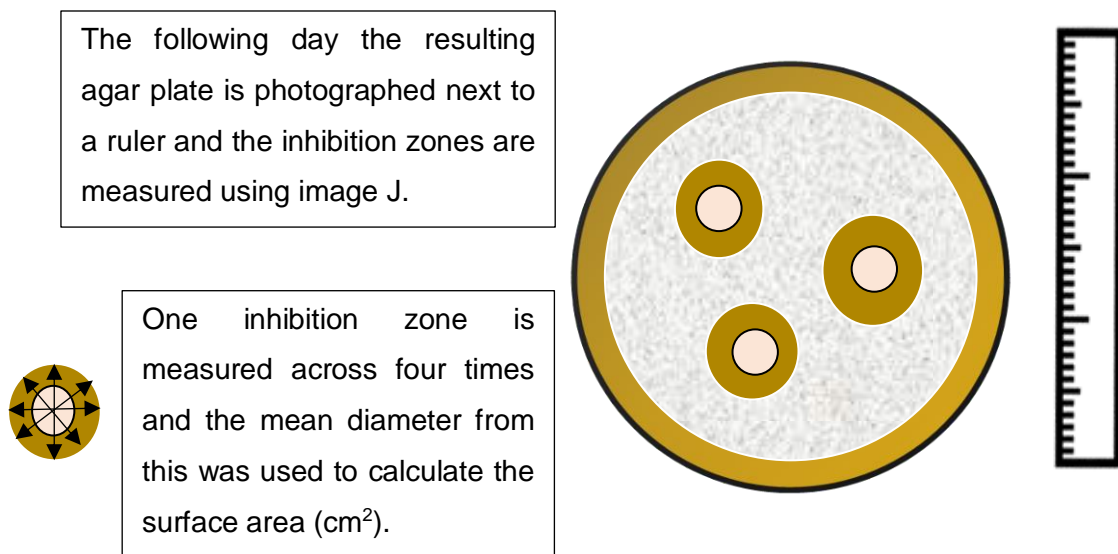 The following day the resulting
agar plate is photographed next to
a ruler and the inhibition zones are
measured using image J.
One inhibition zone is
measured across four times
and the mean diameter from
this was used to calculate the
surface area (cm²).